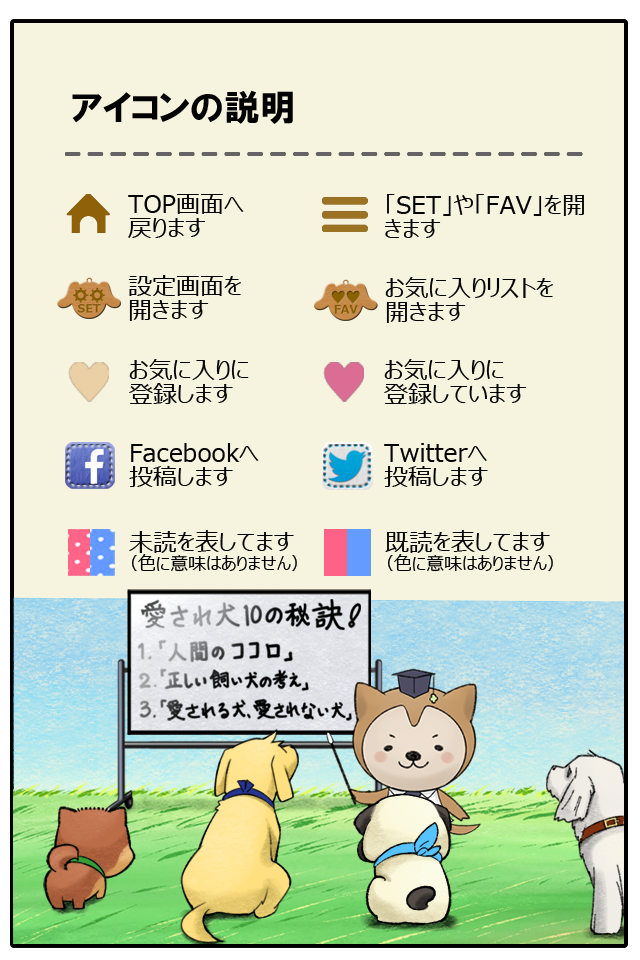 アイコンの説明
TOP画面へ
戻ります
「SET」や「FAV」を開
きます
SET
設定画面を
開きます
FAV
お気に入りリストを
開きます
お気に入りに
登録します
お気に入りに
登録しています
f
Facebookへ
投稿します
Twitterへ
投稿します
未読を表してます
(色に意味はありません)
既読を表してます
(色に意味はありません)
愛され犬10の秘訣!
1.「人間のココロ」
2.「正しい飼い犬の考え」
3.「愛される犬、愛されない犬」